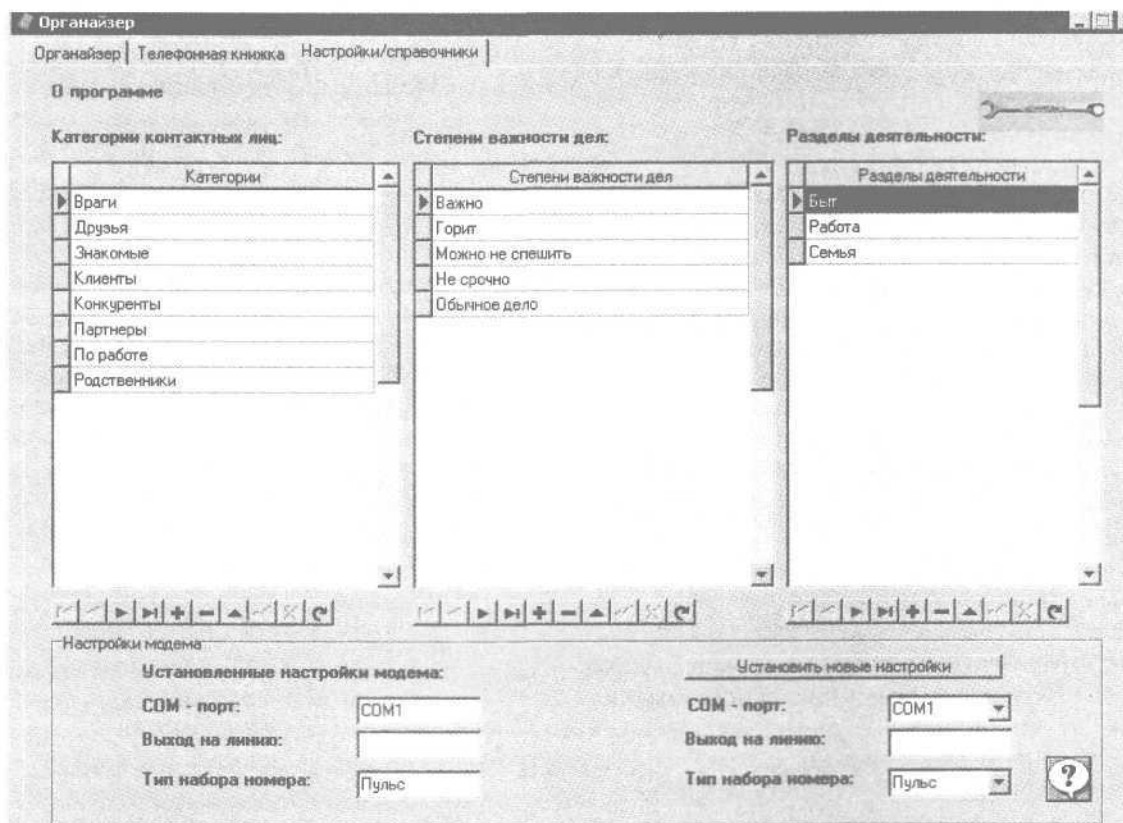 Органайзер
Органайзер Телефонная книжка Настройки/справочники
О программе
Категории контактных лиц: Степени важности дел: Разделы деятельности:
Категории Степени важности дел Разделы деятельности
Враги Важно Быт
Друзья Горит Работа
Знакомые Можно не спешить Семья
Клиенты Не срочно
Конкуренты Обычное дело
Партнеры
По работе
Родственники
Настройки модема
Установленные настройки модема: Установить новые настройки
COM - порт: COM1 COM - порт: COM1
Выход на линию: Выход на линию:
Тип набора номера: Пульс Тип набора номера: Пульс
?